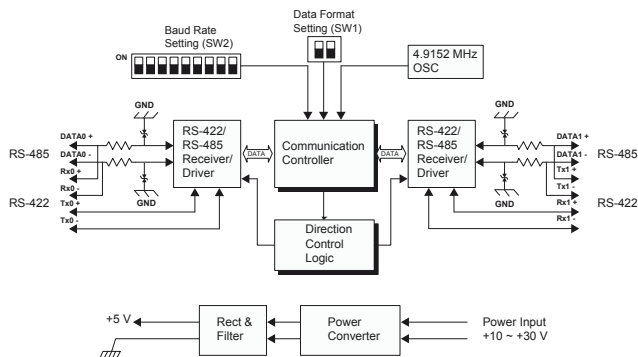 Baud Rate
Setting (SW2)
Data Format
Setting (SW1)
ON
4.9152 MHz
OSC
GND
GND
DATA0 +
RS-485
DATA0 -
Rx0 +
Rx0 -
RS-422
Tx0 +
Tx0 -
GND
RS-422/
RS-485
Receiver/
Driver
DATA
Communication
Controller
DATA
RS-422/
RS-485
Receiver/
Driver
DATA1 +
RS-485
DATA1 -
Tx1 +
Tx1 -
RS-422
Rx1 +
Rx1 -
GND
Direction
Control
Logic
+5 V
Rect &
Filter
Power
Converter
Power Input
+10 ~ +30 V